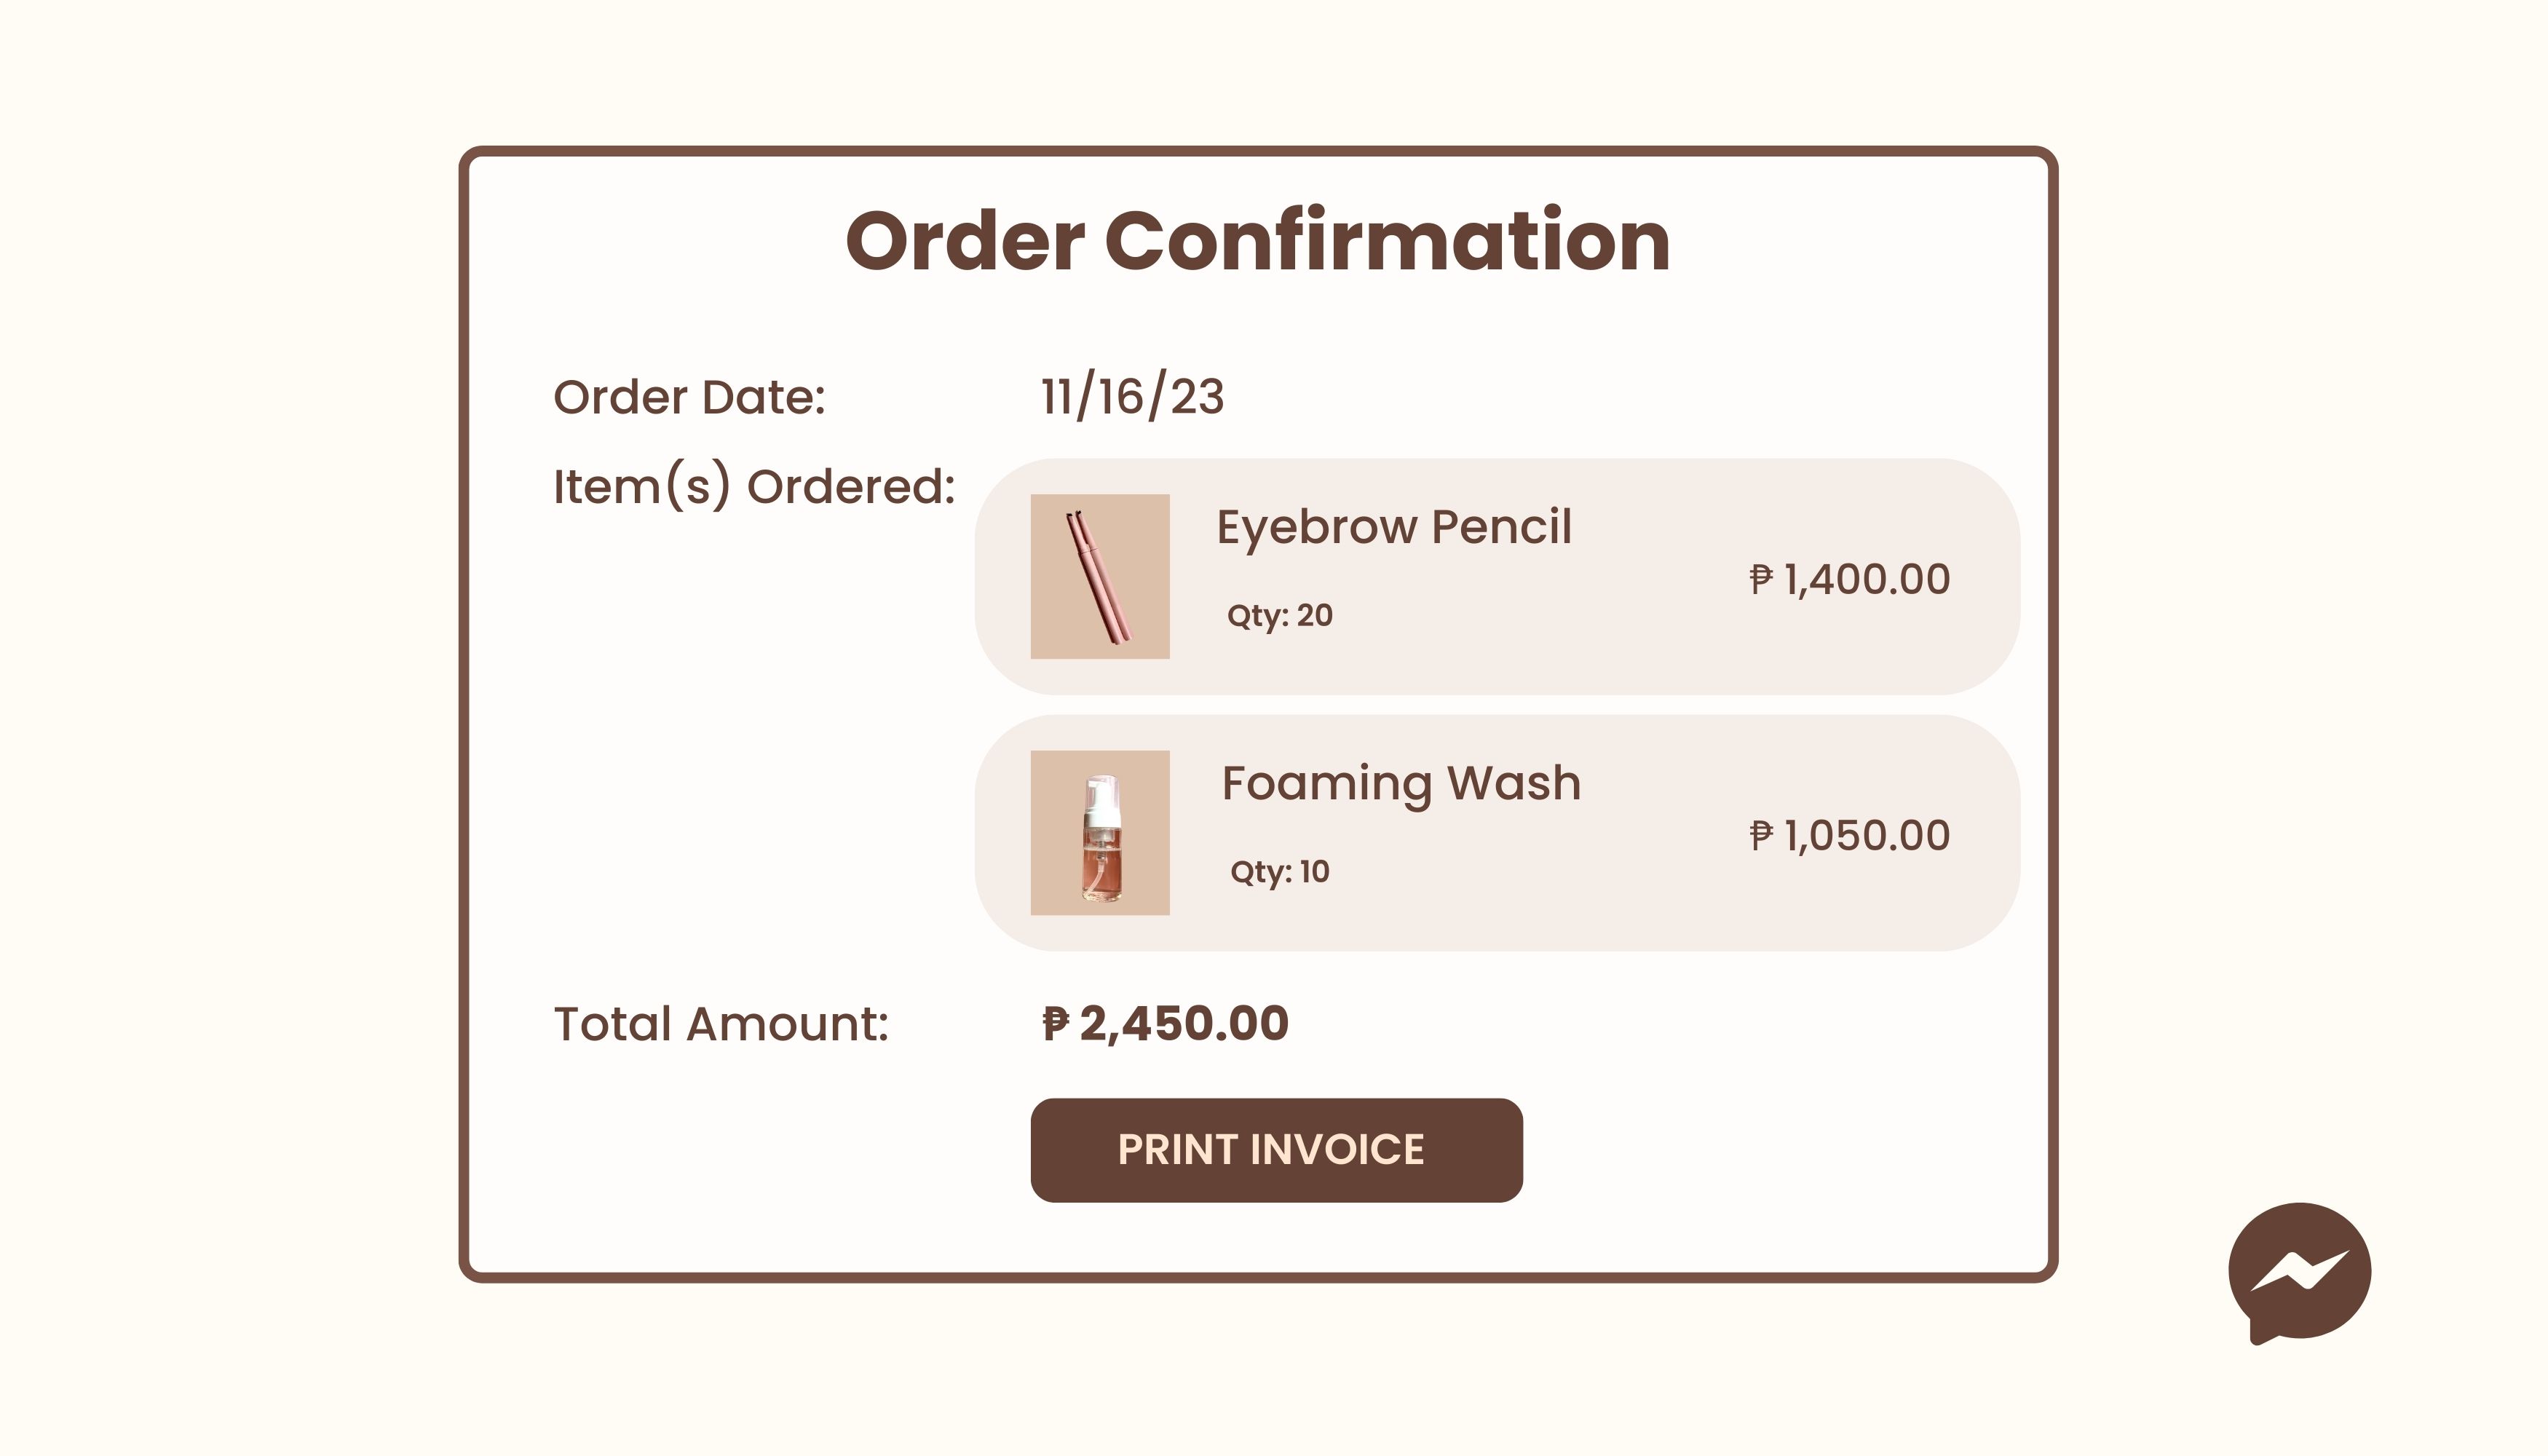 Order Confirmation
Order Date: 11/16/23
Item(s) Ordered:
Eyebrow Pencil
₱ 1,400.00
Qty: 20
Foaming Wash
₱ 1,050.00
Qty: 10
Total Amount: ₱ 2,450.00
PRINT INVOICE